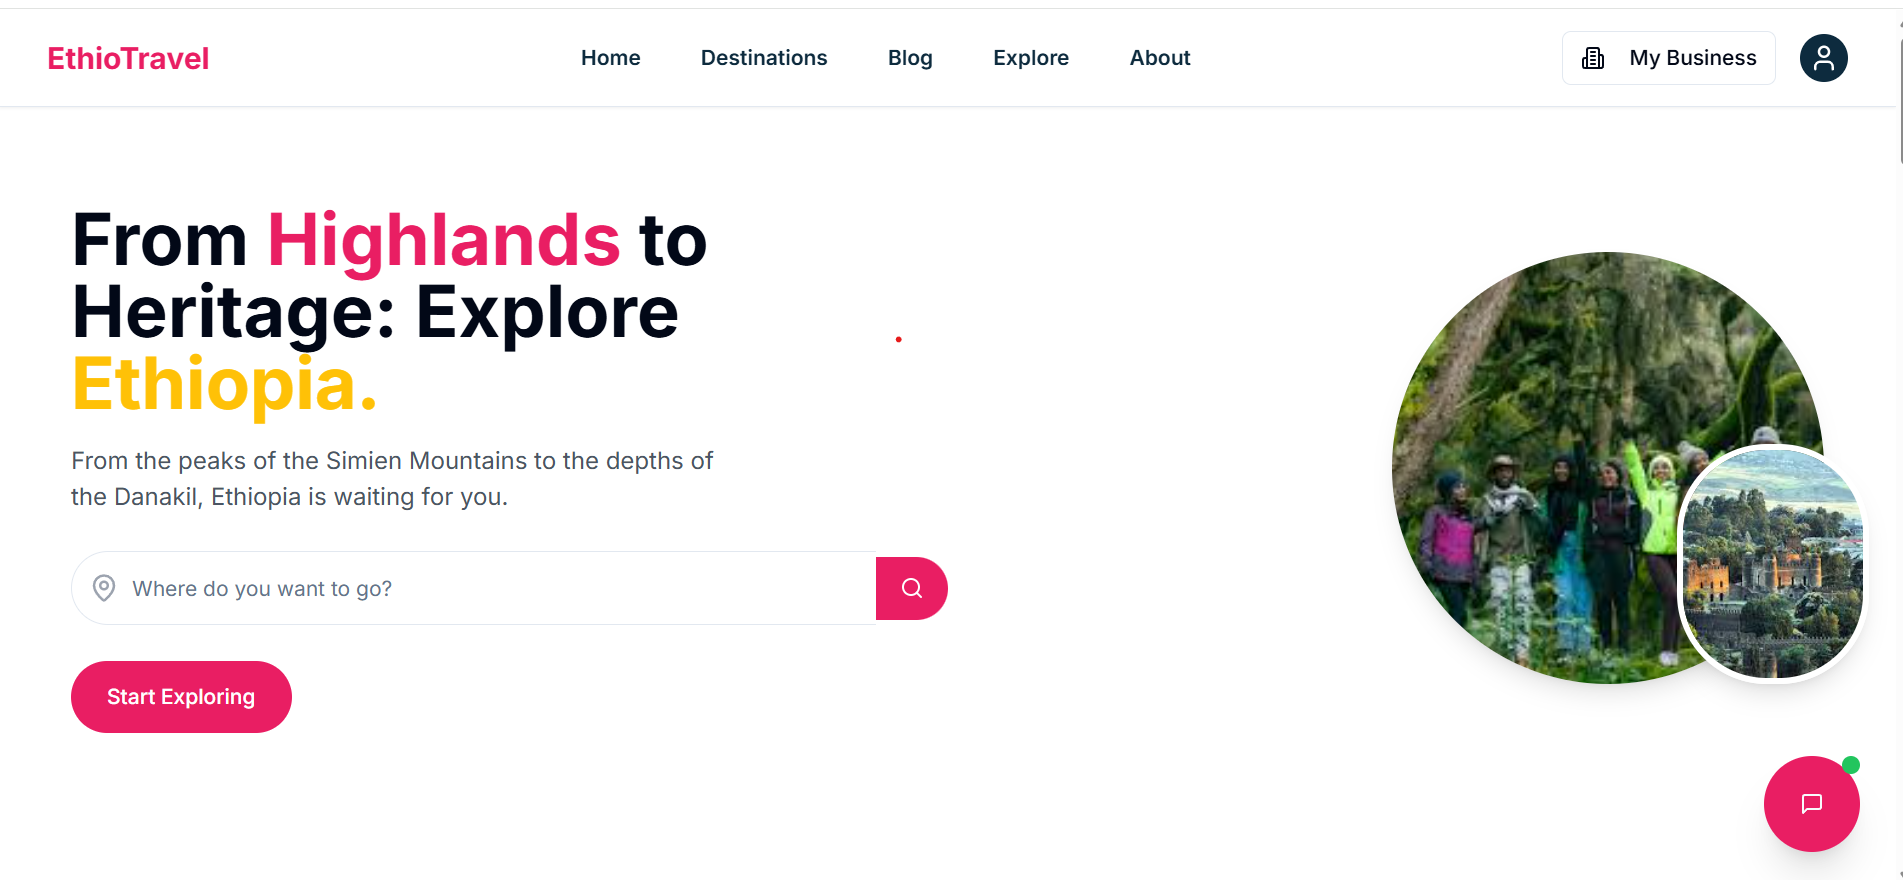 EthioTravel
Home
Destinations
Blog
Explore
About
My Business
From Highlands to
Heritage: Explore
Ethiopia.
From the peaks of the Simien Mountains to the depths of
the Danakil, Ethiopia is waiting for you.
Where do you want to go?
Start Exploring